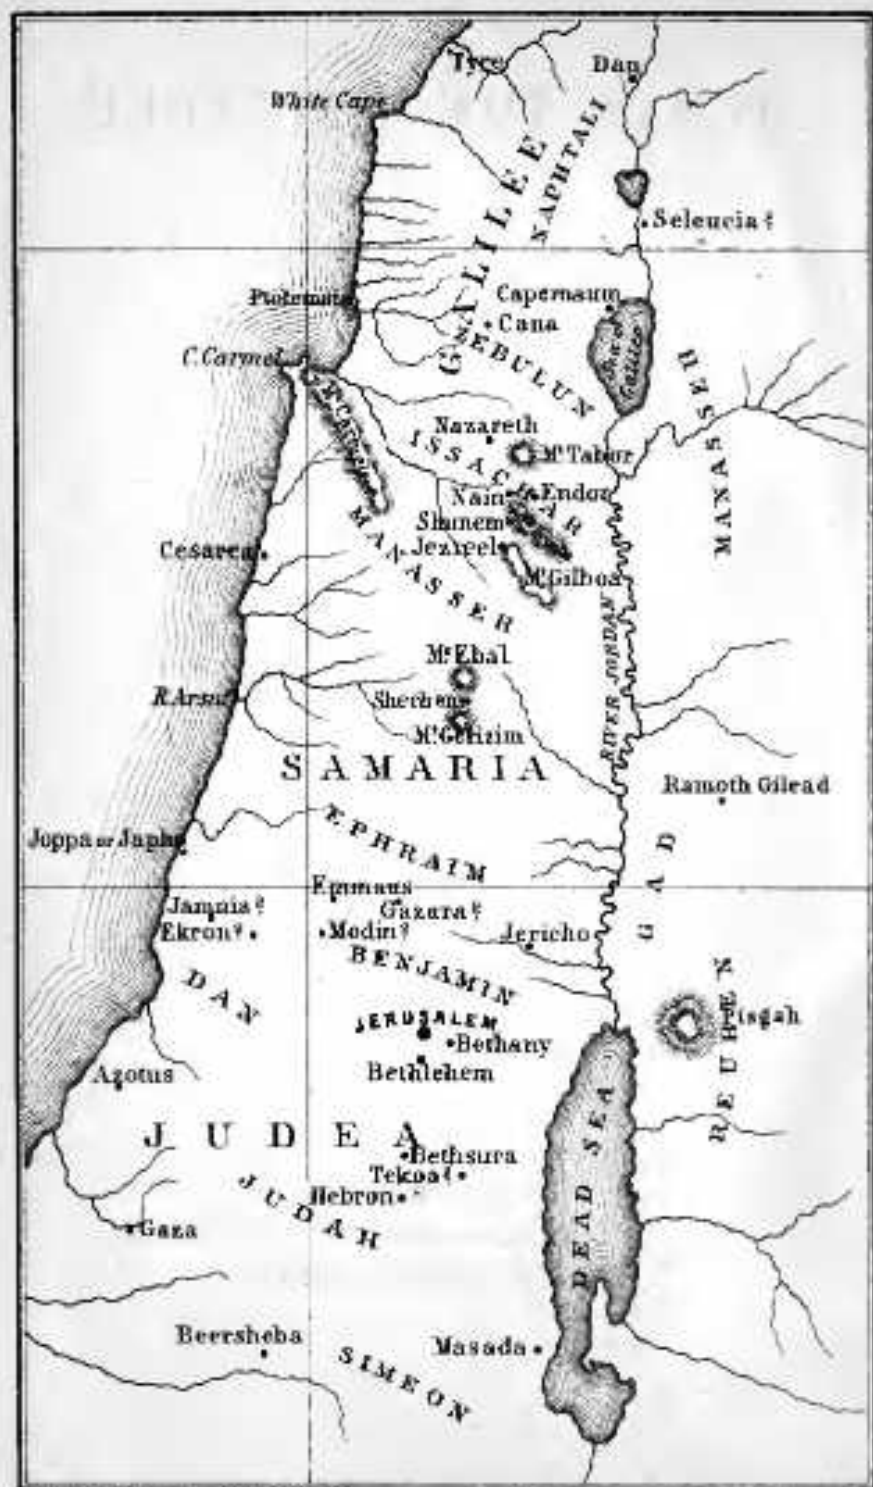 Tyre
Dan
White Cape
GALILEE
NAPHTALI
Seleucia?
Ptolemais
Capernaum
Cana
Sea of Galilee
C. Carmel
ZEBULUN
MANASSEH
Mt Carmel
Nazareth
ISSACHAR
Mt Tabor
Nain
Endor
Shunem
Jezreel
Mt Gilboa
Cesarea
MANASSEH
RIVER JORDAN
Mt Ebal
Shechem
R. Arsuf
Mt Gerizim
SAMARIA
Ramoth Gilead
EPHRAIM
Joppa or Japho
GAD
Emmaus
Jamnia?
Gazara?
Ekron?
Modin?
Jericho
BENJAMIN
DAN
JERUSALEM
Pisgah
Bethany
REUBEN
Bethlehem
Azotus
JUDEA
DEAD SEA
Bethsura
Tekoa?
Hebron
JUDAH
Gaza
Beersheba
Masada
SIMEON